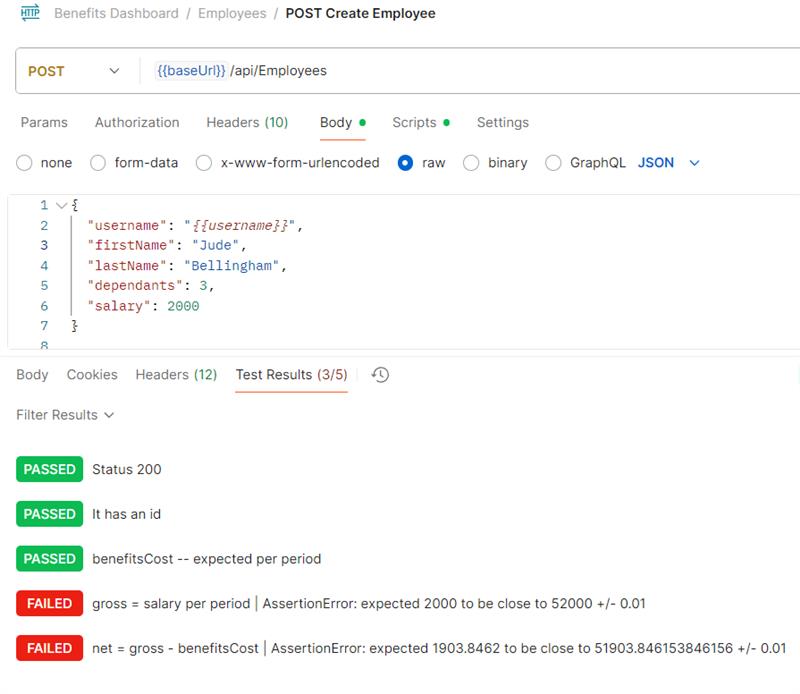 HTTP Benefits Dashboard / Employees / POST Create Employee
POST {{baseUrl}} /api/Employees
Params Authorization Headers (10) Body Scripts Settings
none form-data x-www-form-urlencoded raw binary GraphQL JSON
1 {
2 "username": "{{username}}",
3 "firstName": "Jude",
4 "lastName": "Bellingham",
5 "dependants": 3,
6 "salary": 2000
7 }
8
Body Cookies Headers (12) Test Results (3/5)
Filter Results
PASSED Status 200
PASSED It has an id
PASSED benefitsCost -- expected per period
FAILED gross = salary per period | AssertionError: expected 2000 to be close to 52000 +/- 0.01
FAILED net = gross - benefitsCost | AssertionError: expected 1903.8462 to be close to 51903.846153846156 +/- 0.01